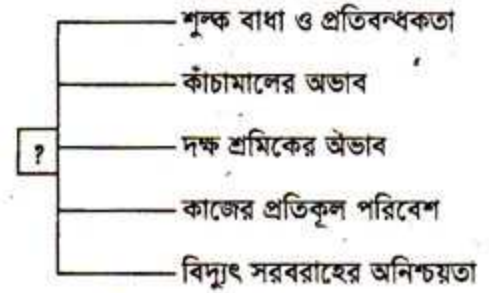 শুল্ক বাধা ও প্রতিবন্ধকতা
কাঁচামালের অভাব
?
দক্ষ শ্রমিকের অভাব
কাজের প্রতিকূল পরিবেশ
বিদ্যুৎ সরবরাহের অনিশ্চয়তা